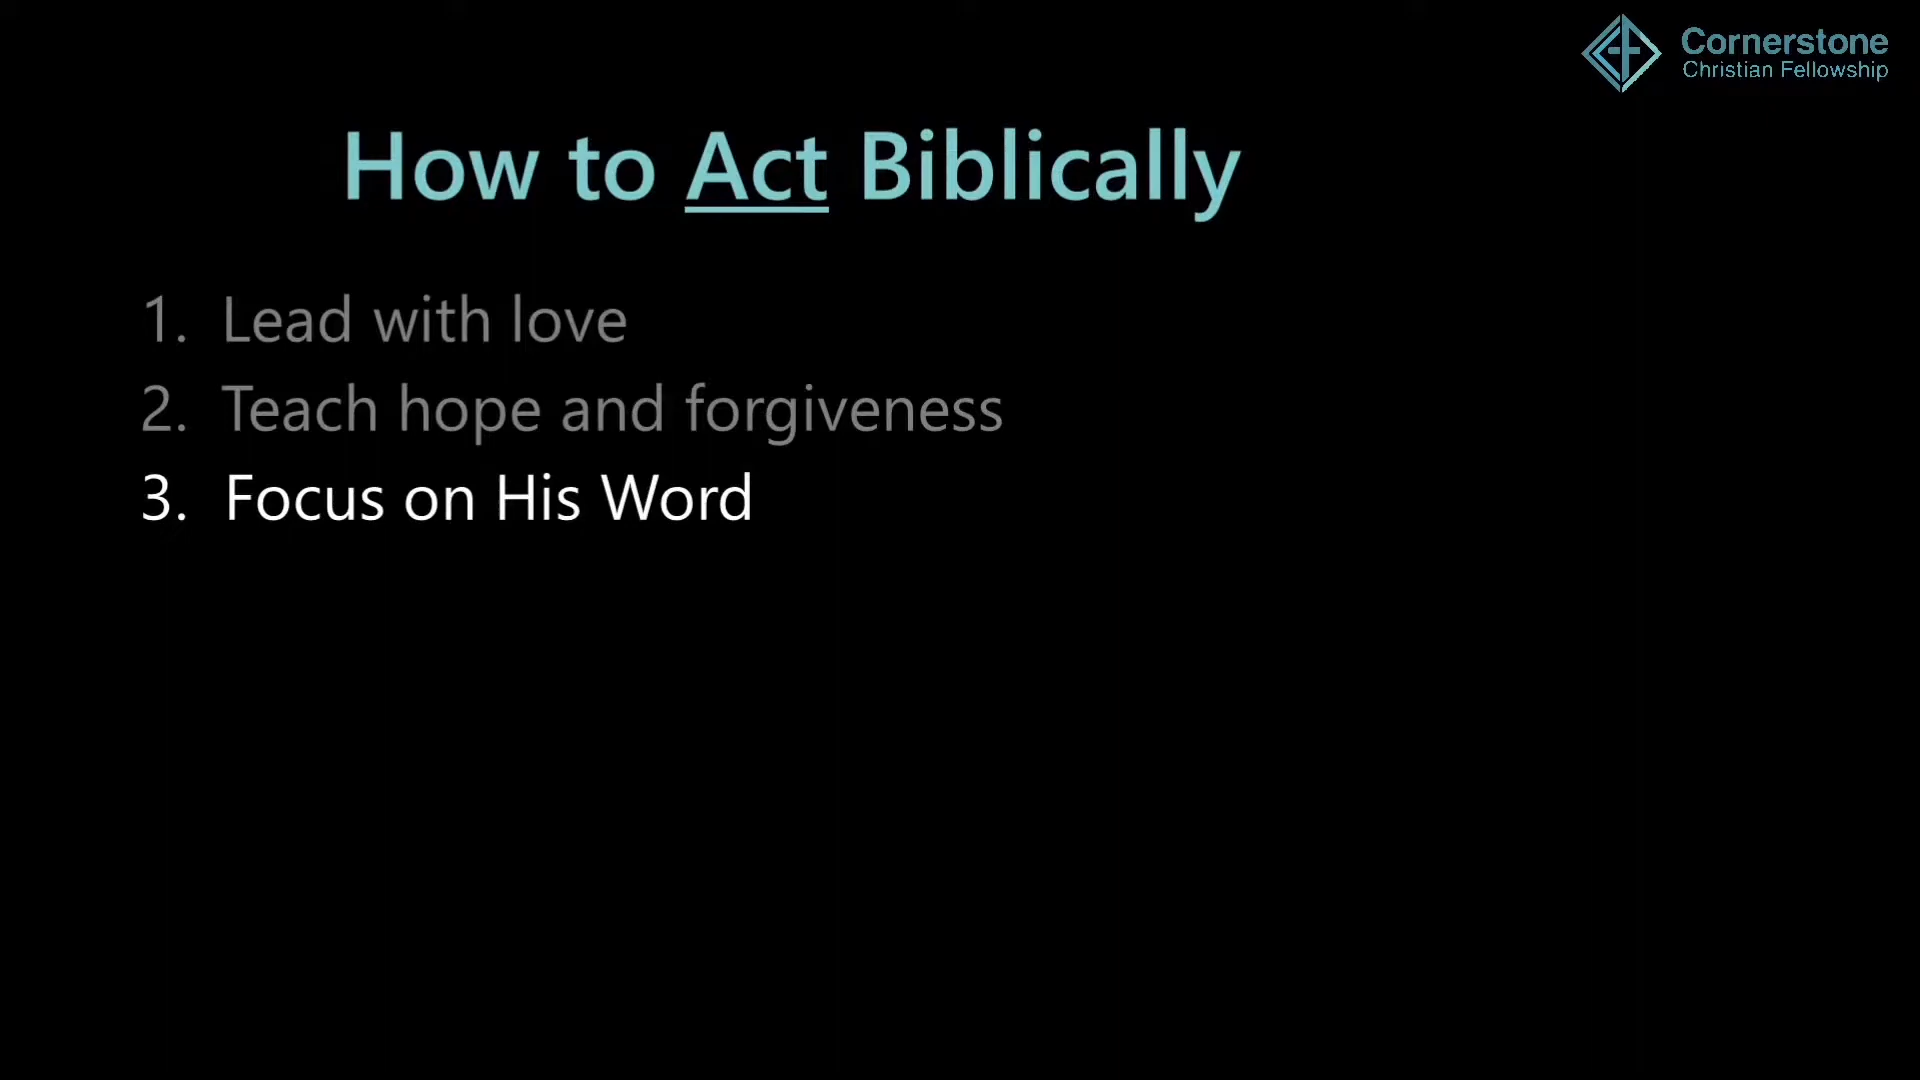 Cornerstone
Christian Fellowship
How to Act Biblically
1. Lead with love
2. Teach hope and forgiveness
3. Focus on His Word